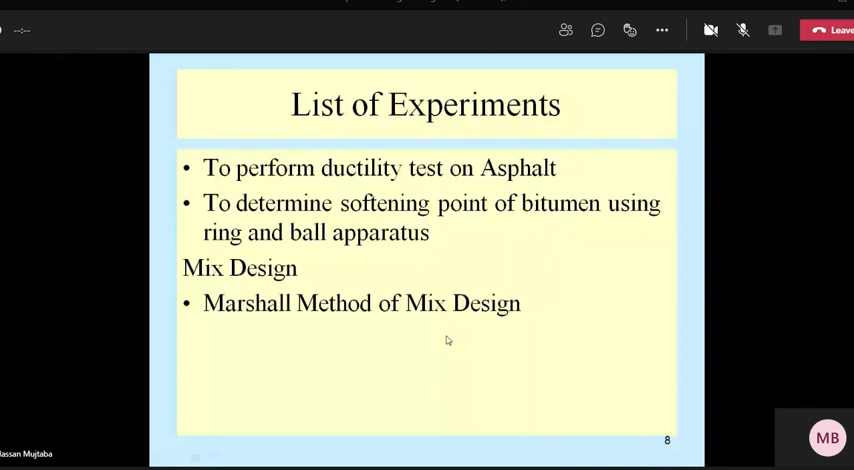 --:--
Leave
List of Experiments
• To perform ductility test on Asphalt
• To determine softening point of bitumen using
ring and ball apparatus
Mix Design
• Marshall Method of Mix Design
8
assan Mujtaba
MB